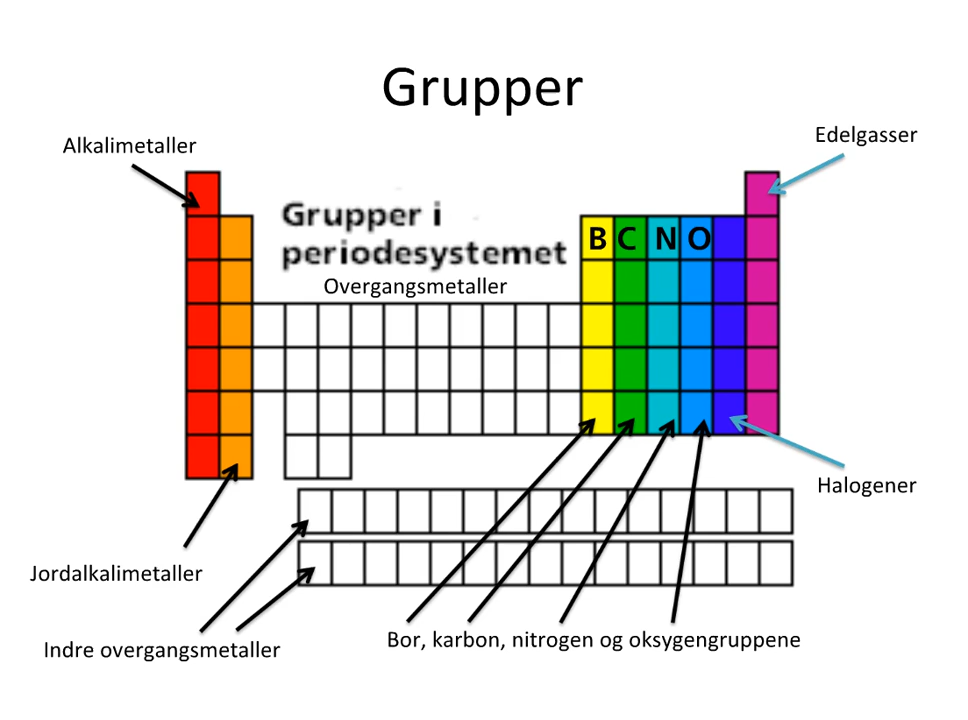 Grupper
Alkalimetaller
Edelgasser
Grupper i
periodesystemet
B C N O
Overgangsmetaller
Halogener
Jordalkalimetaller
Indre overgangsmetaller
Bor, karbon, nitrogen og oksygengruppene